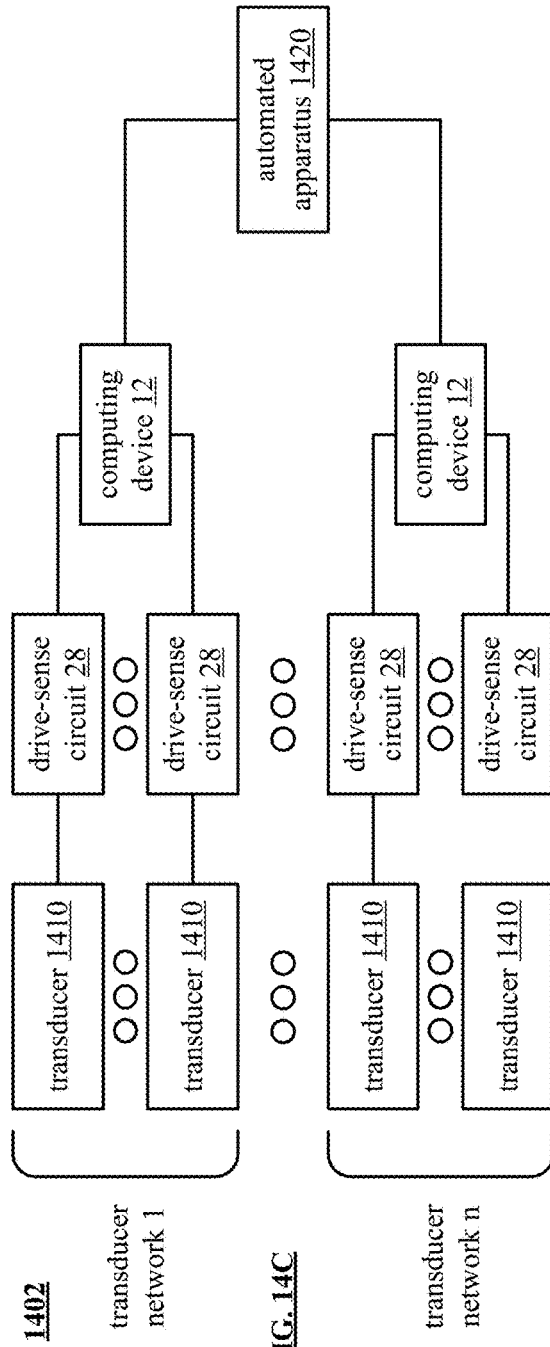 1402
transducer 1410
drive-sense
circuit 28
transducer
network 1
computing
device 12
transducer 1410
drive-sense
circuit 28
IG. 14C
automated
apparatus 1420
transducer 1410
drive-sense
circuit 28
transducer
network n
computing
device 12
transducer 1410
drive-sense
circuit 28